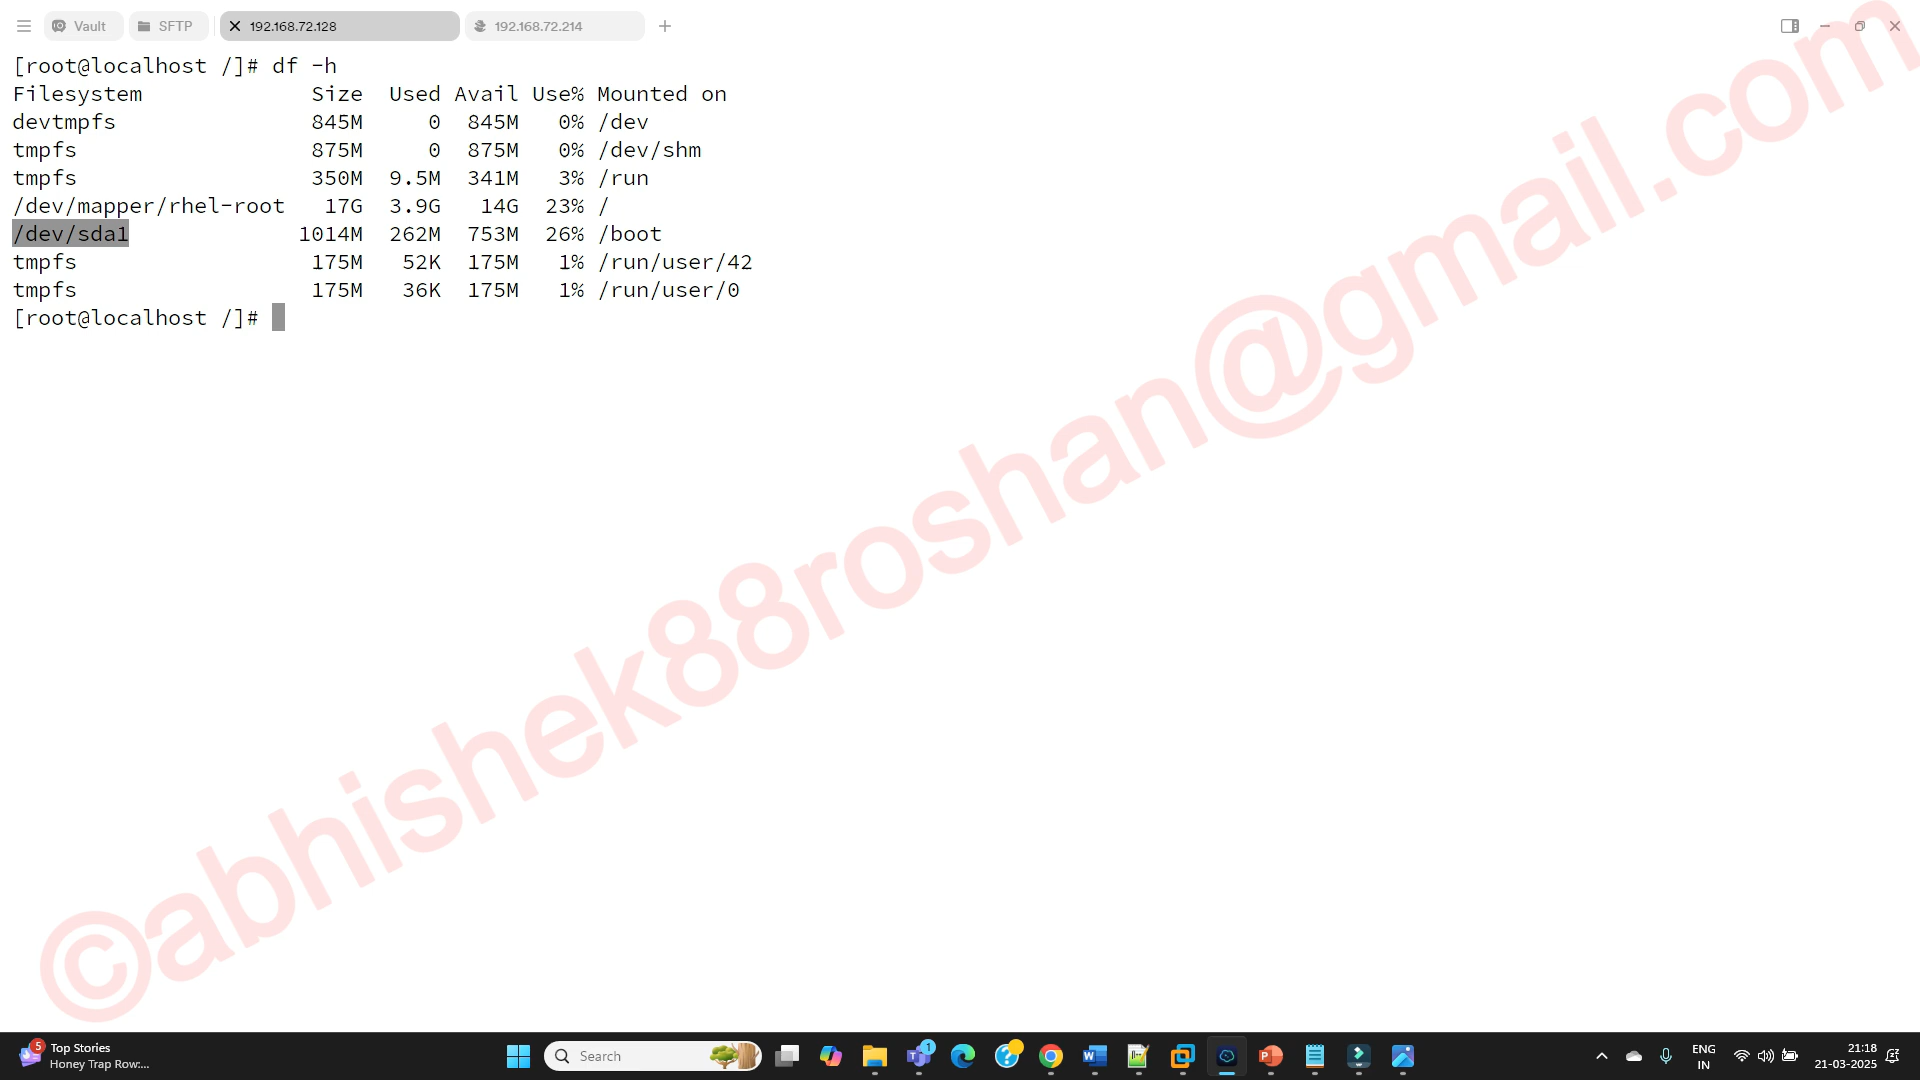 Vault
SFTP
192.168.72.128
192.168.72.214
[root@localhost /]# df -h
Filesystem Size Used Avail Use% Mounted on
devtmpfs 845M 0 845M 0% /dev
tmpfs 875M 0 875M 0% /dev/shm
tmpfs 350M 9.5M 341M 3% /run
/dev/mapper/rhel-root 17G 3.9G 14G 23% /
/dev/sda1 1014M 262M 753M 26% /boot
tmpfs 175M 52K 175M 1% /run/user/42
tmpfs 175M 36K 175M 1% /run/user/0
[root@localhost /]#
©abhishek88roshan@gmail.com
5
Top Stories
Honey Trap Row:...
Search
1
ENG
IN
21:18
21-03-2025